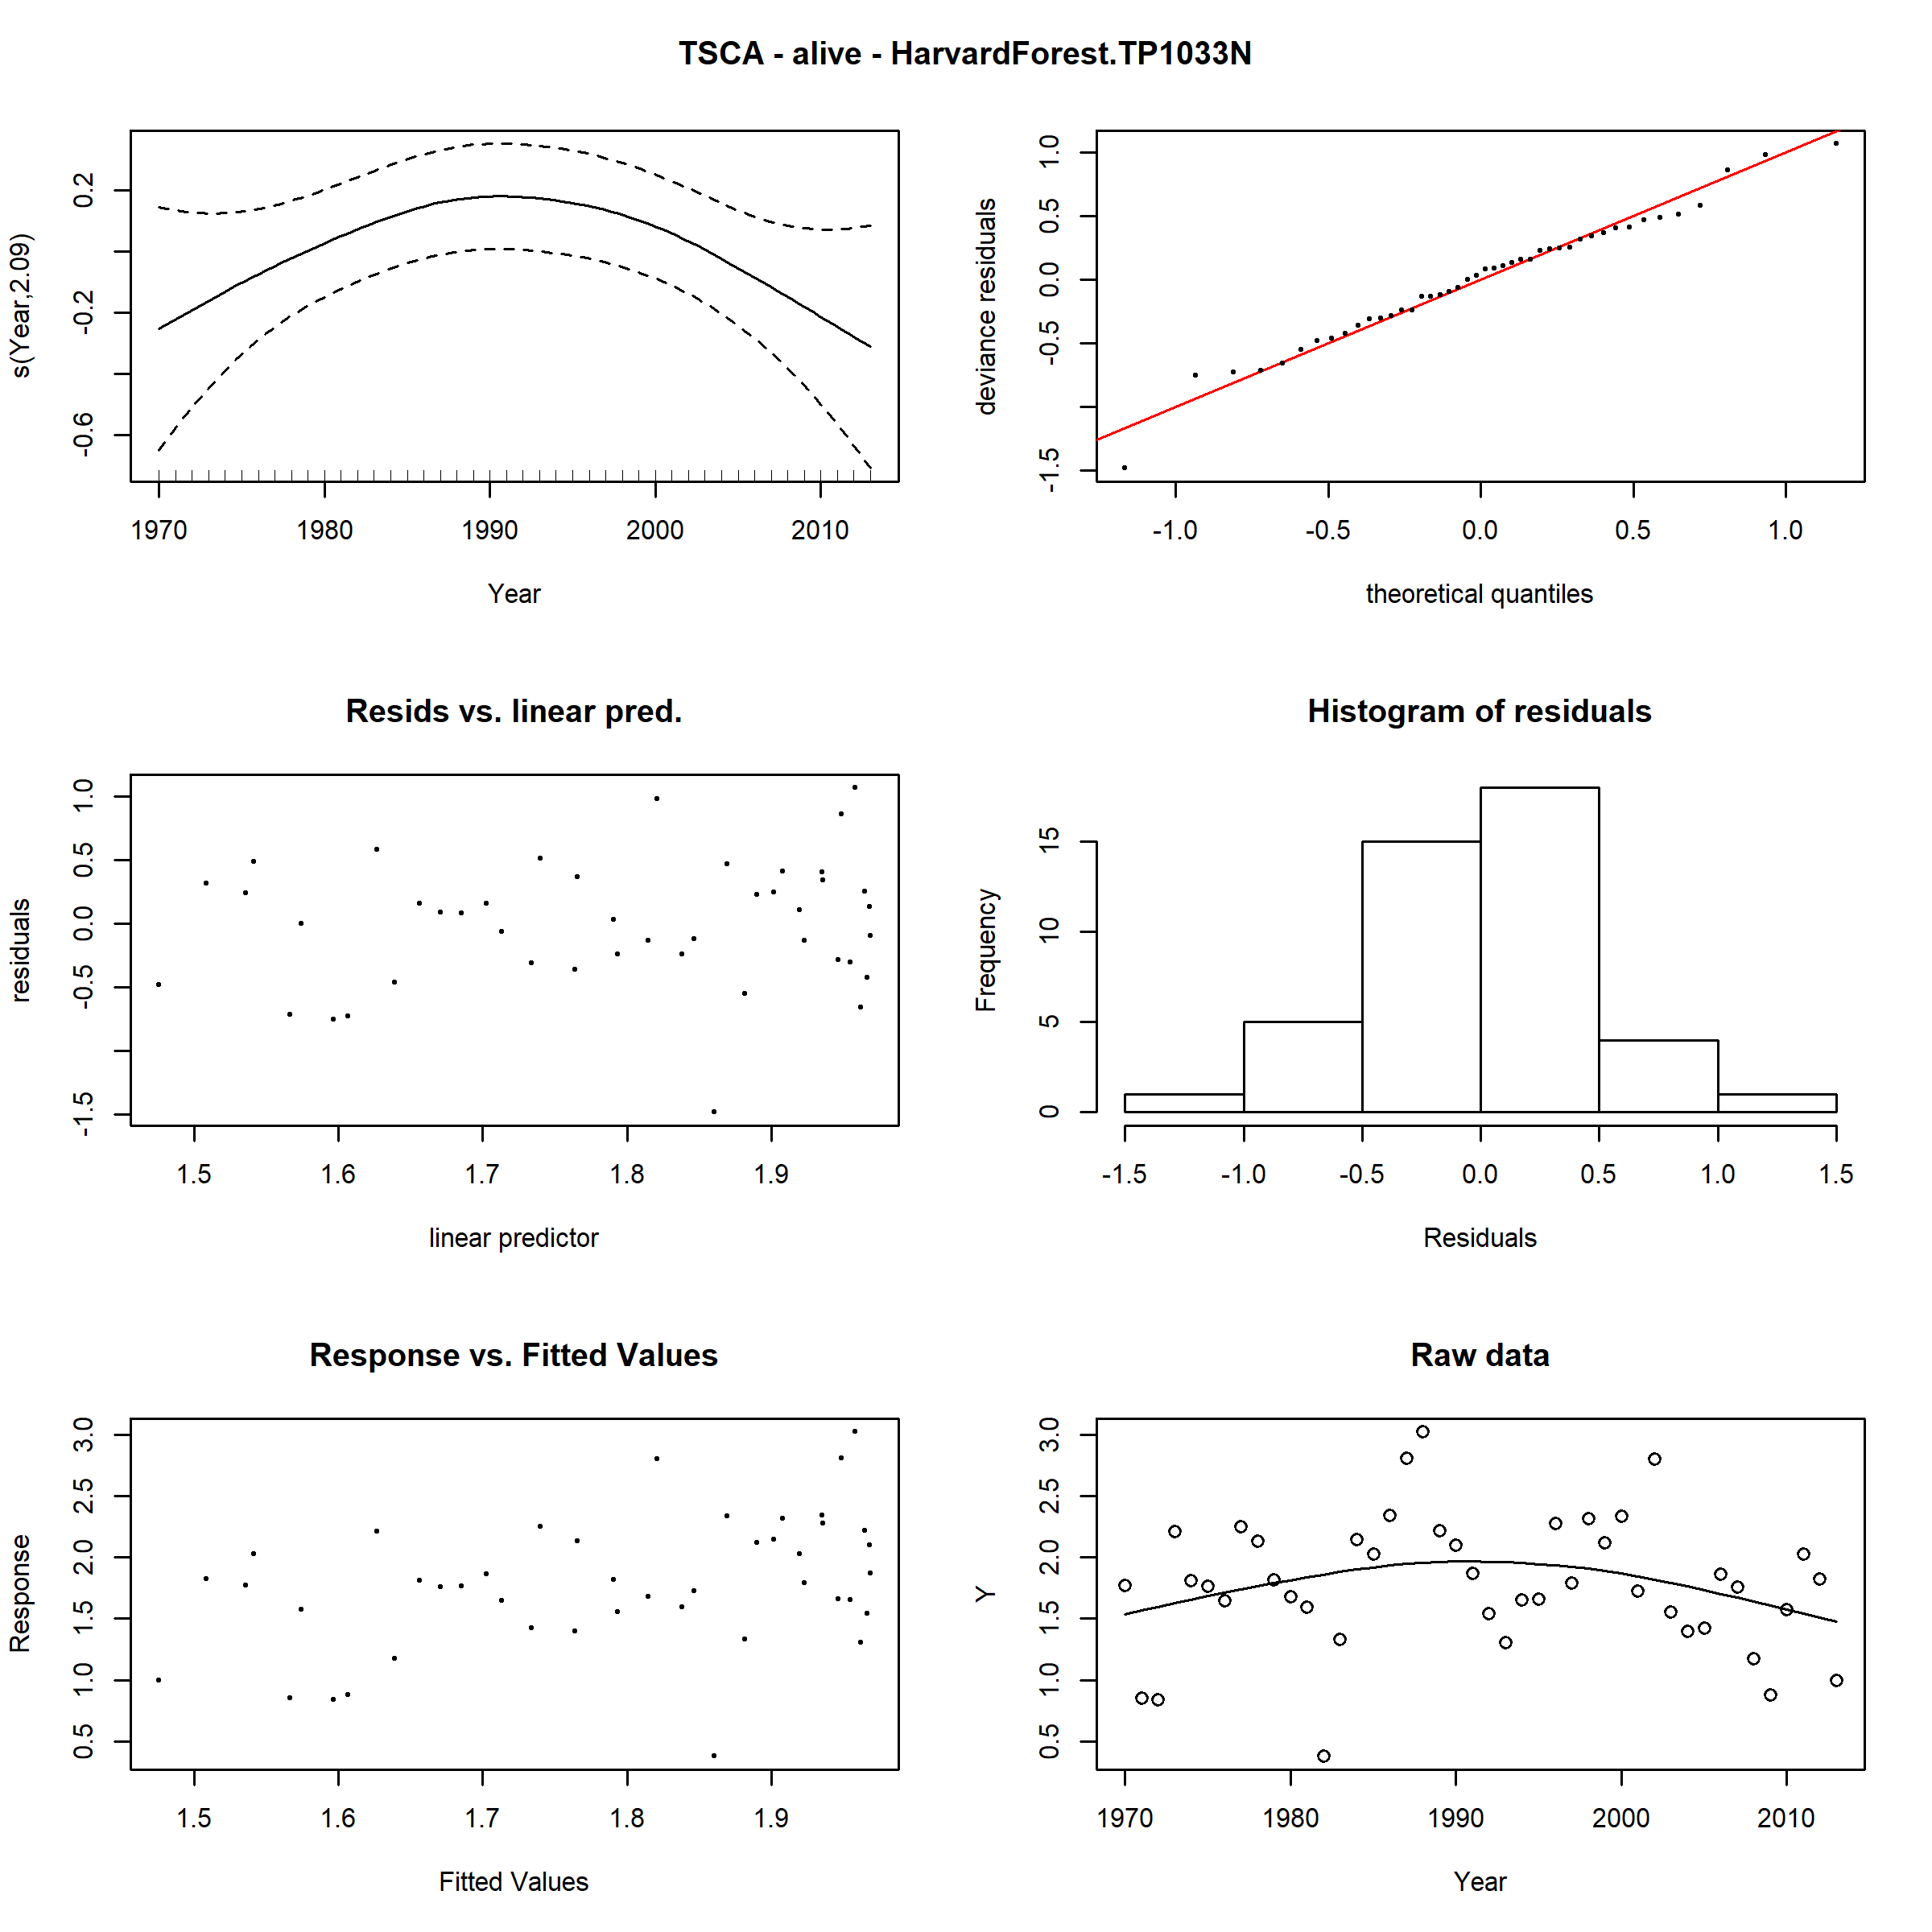 TSCA - alive - HarvardForest.TP1033N
s(Year,2.09)
0.2
-0.2
-0.6
1970 1980 1990 2000 2010
Year
deviance residuals
1.0
0.5
0.0
-0.5
-1.5
-1.0 -0.5 0.0 0.5 1.0
theoretical quantiles
Resids vs. linear pred.
residuals
1.0
0.5
0.0
-0.5
-1.5
1.5 1.6 1.7 1.8 1.9
linear predictor
Histogram of residuals
Frequency
15
10
5
0
-1.5 -1.0 -0.5 0.0 0.5 1.0 1.5
Residuals
Response vs. Fitted Values
Response
3.0
2.5
2.0
1.5
1.0
0.5
1.5 1.6 1.7 1.8 1.9
Fitted Values
Raw data
Y
3.0
2.5
2.0
1.5
1.0
0.5
1970 1980 1990 2000 2010
Year